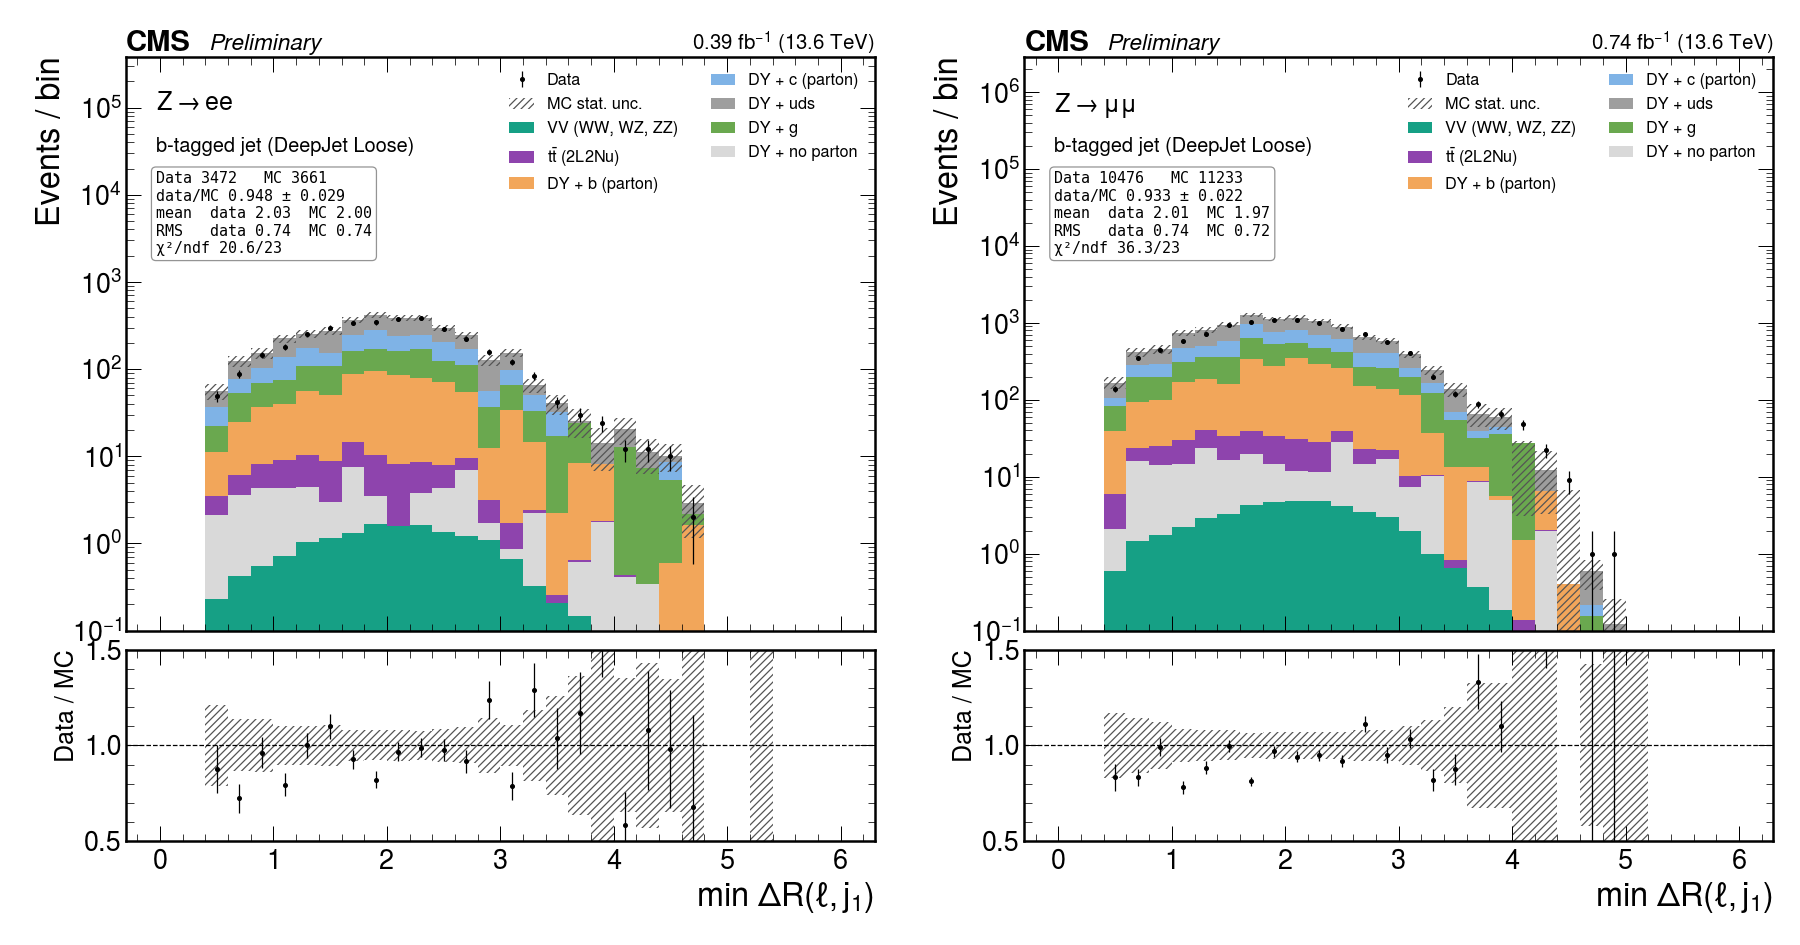 CMS Preliminary 0.39 fb⁻¹ (13.6 TeV)
Events / bin
Z → ee
b-tagged jet (DeepJet Loose)
Data 3472 MC 3661
data/MC 0.948 ± 0.029
mean data 2.03 MC 2.00
RMS data 0.74 MC 0.74
χ²/ndf 20.6/23
Data
MC stat. unc.
VV (WW, WZ, ZZ)
tt̄ (2L2Nu)
DY + b (parton)
DY + c (parton)
DY + uds
DY + g
DY + no parton
10⁵
10⁴
10³
10²
10¹
10⁰
10⁻¹
Data / MC
1.5
1.0
0.5
0 1 2 3 4 5 6
min ΔR(ℓ, j₁)
CMS Preliminary 0.74 fb⁻¹ (13.6 TeV)
Events / bin
Z → μμ
b-tagged jet (DeepJet Loose)
Data 10476 MC 11233
data/MC 0.933 ± 0.022
mean data 2.01 MC 1.97
RMS data 0.74 MC 0.72
χ²/ndf 36.3/23
Data
MC stat. unc.
VV (WW, WZ, ZZ)
tt̄ (2L2Nu)
DY + b (parton)
DY + c (parton)
DY + uds
DY + g
DY + no parton
10⁶
10⁵
10⁴
10³
10²
10¹
10⁰
10⁻¹
Data / MC
1.5
1.0
0.5
0 1 2 3 4 5 6
min ΔR(ℓ, j₁)